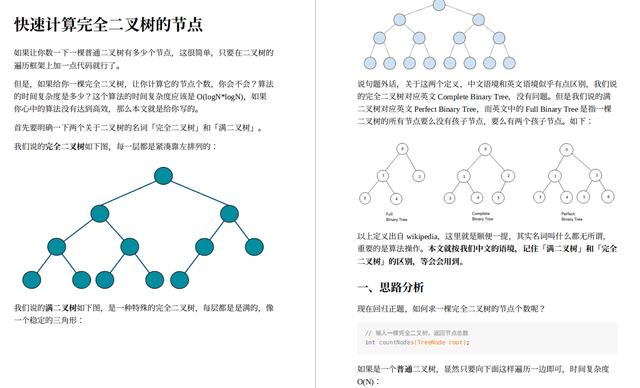 快速计算完全二叉树的节点
如果让你数一下一棵普通二叉树有多少个节点，这很简单，只要在二叉树的
遍历框架上加一点代码就行了。
但是，如果给你一棵完全二叉树，让你计算它的节点个数，你会不会？算法
的时间复杂度是多少？这个算法的时间复杂度应该是 O(logN*logN)，如果
你心中的算法没有达到高效，那么本文就是给你写的。
首先要明确一下两个关于二叉树的名词「完全二叉树」和「满二叉树」。
我们说的完全二叉树如下图，每一层都是紧凑靠左排列的：
我们说的满二叉树如下图，是一种特殊的完全二叉树，每层都是是满的，像
一个稳定的三角形：
说句题外话，关于这两个定义，中文语境和英文语境似乎有点区别，我们说
的完全二叉树对应英文 Complete Binary Tree，没有问题。但是我们说的满
二叉树对应英文 Perfect Binary Tree，而英文中的 Full Binary Tree 是指一棵
二叉树的所有节点要么没有孩子节点，要么有两个孩子节点。如下：
0
1
2
3
4
Full
Binary Tree
0
1
2
3
4
5
Complete
Binary Tree
0
1
2
3
4
5
6
Perfect
Binary Tree
以上定义出自 wikipedia，这里就是顺便一提，其实名词叫什么都无所谓，
重要的是算法操作。本文就按我们中文的语境，记住「满二叉树」和「完全
二叉树」的区别，等会会用到。
一、思路分析
现在回归正题，如何求一棵完全二叉树的节点个数呢？
// 输入一棵完全二叉树，返回节点总数
int countNodes(TreeNode root);
如果是一个普通二叉树，显然只要向下面这样遍历一边即可，时间复杂度
O(N)：